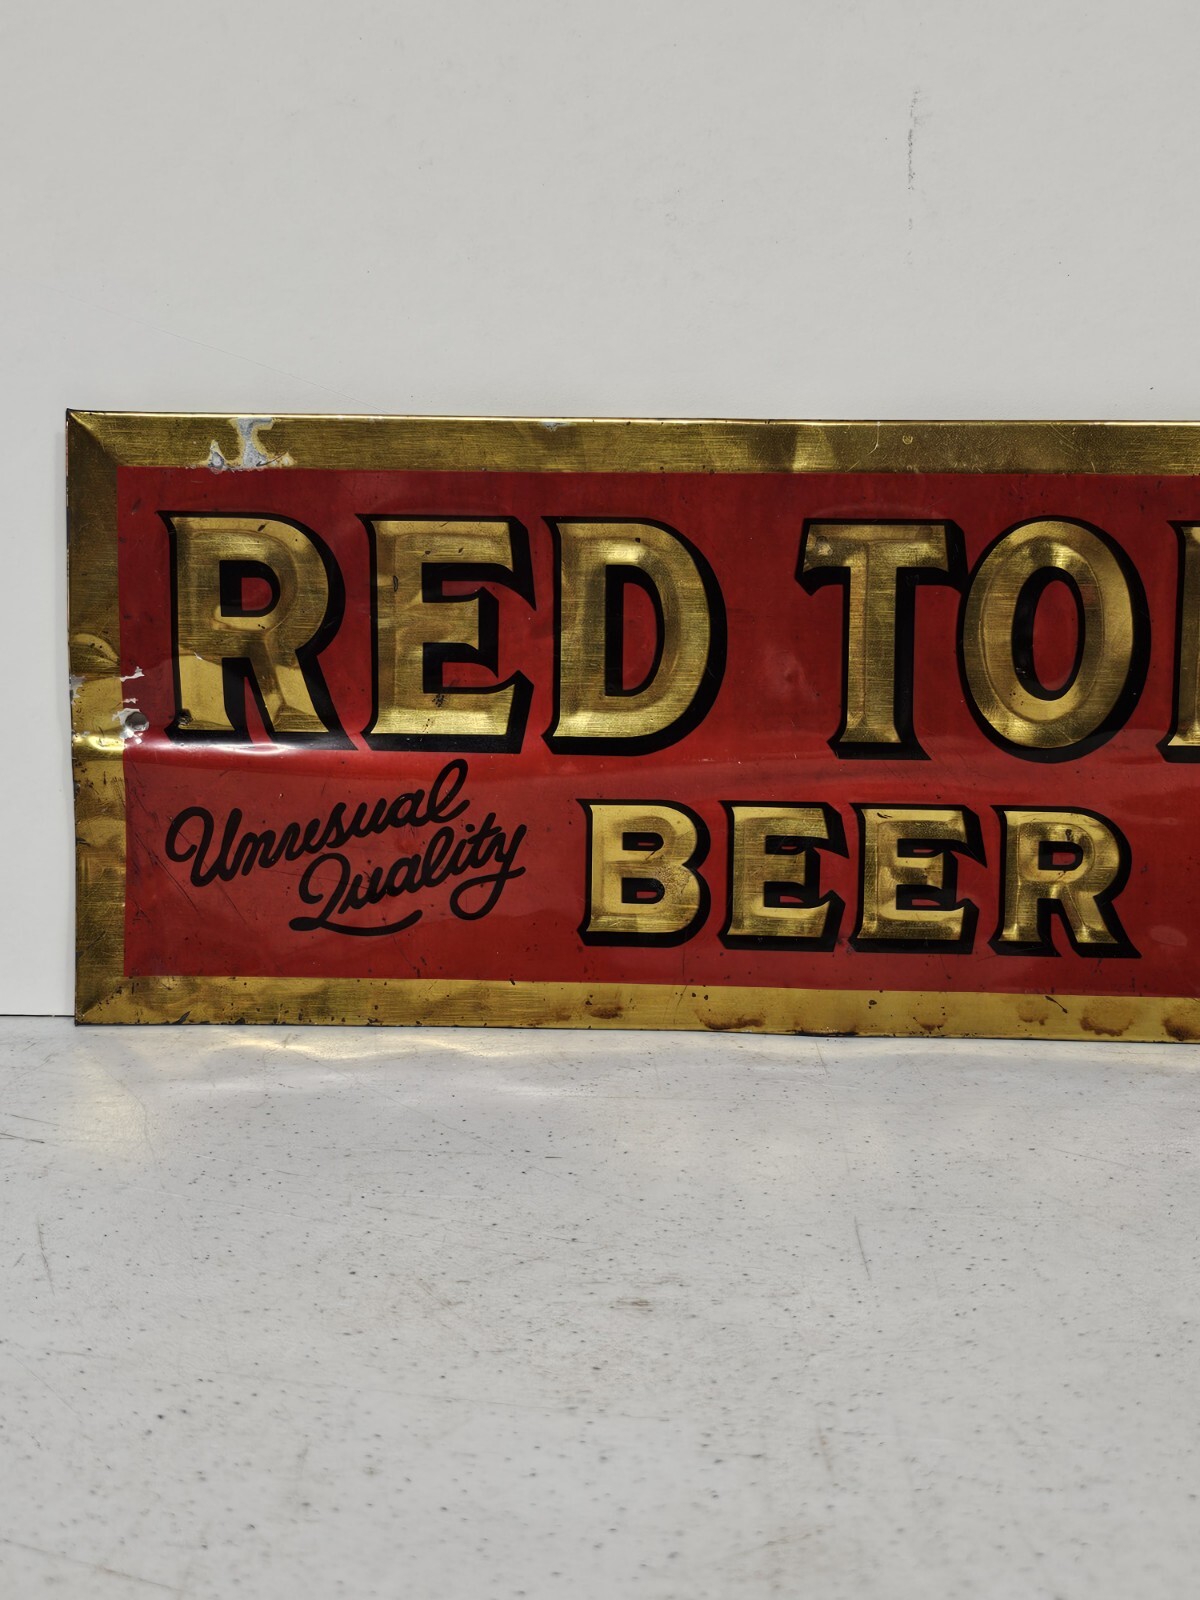 RED TO
Unusual
Quality
BEER